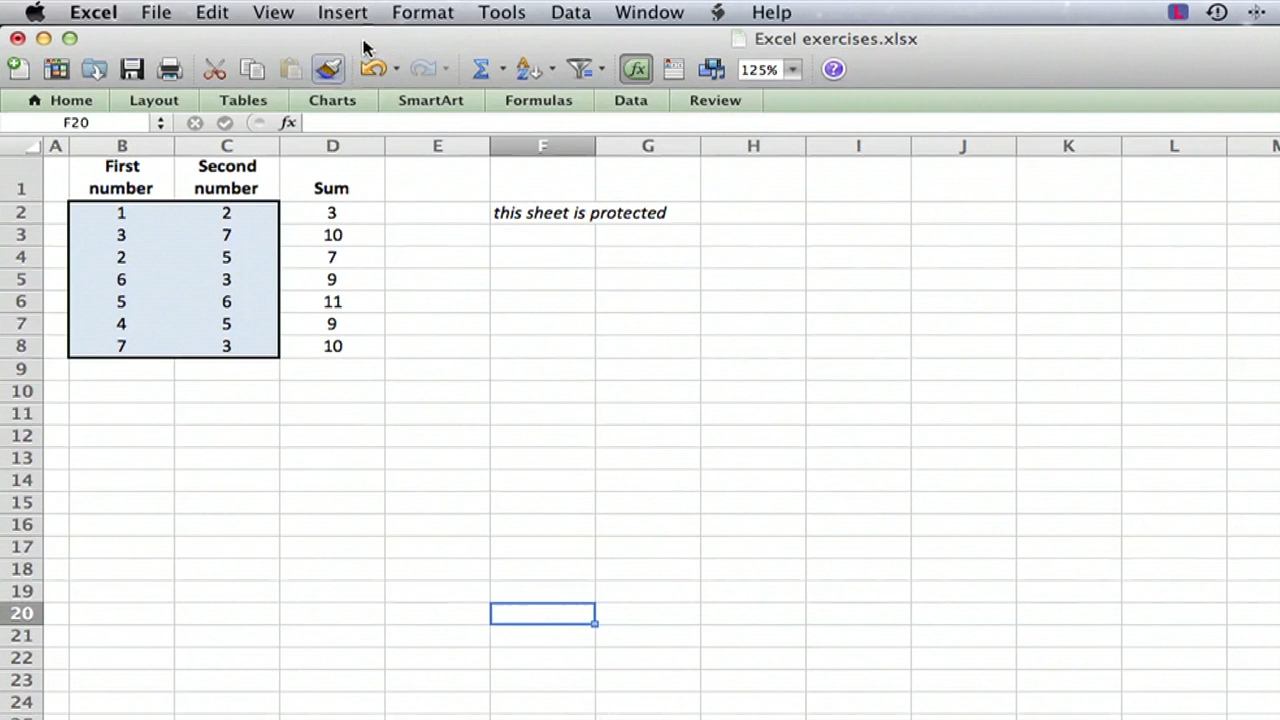 Excel File Edit View Insert Format Tools Data Window Help
Excel exercises.xlsx
fx 125% ?
Home Layout Tables Charts SmartArt Formulas Data Review
F20 fx
A B C D E F G H I J K L M
First number Second number
1 Sum
2 1 2 3 this sheet is protected
3 3 7 10
4 2 5 7
5 6 3 9
6 5 6 11
7 4 5 9
8 7 3 10
9
10
11
12
13
14
15
16
17
18
19
20
21
22
23
24